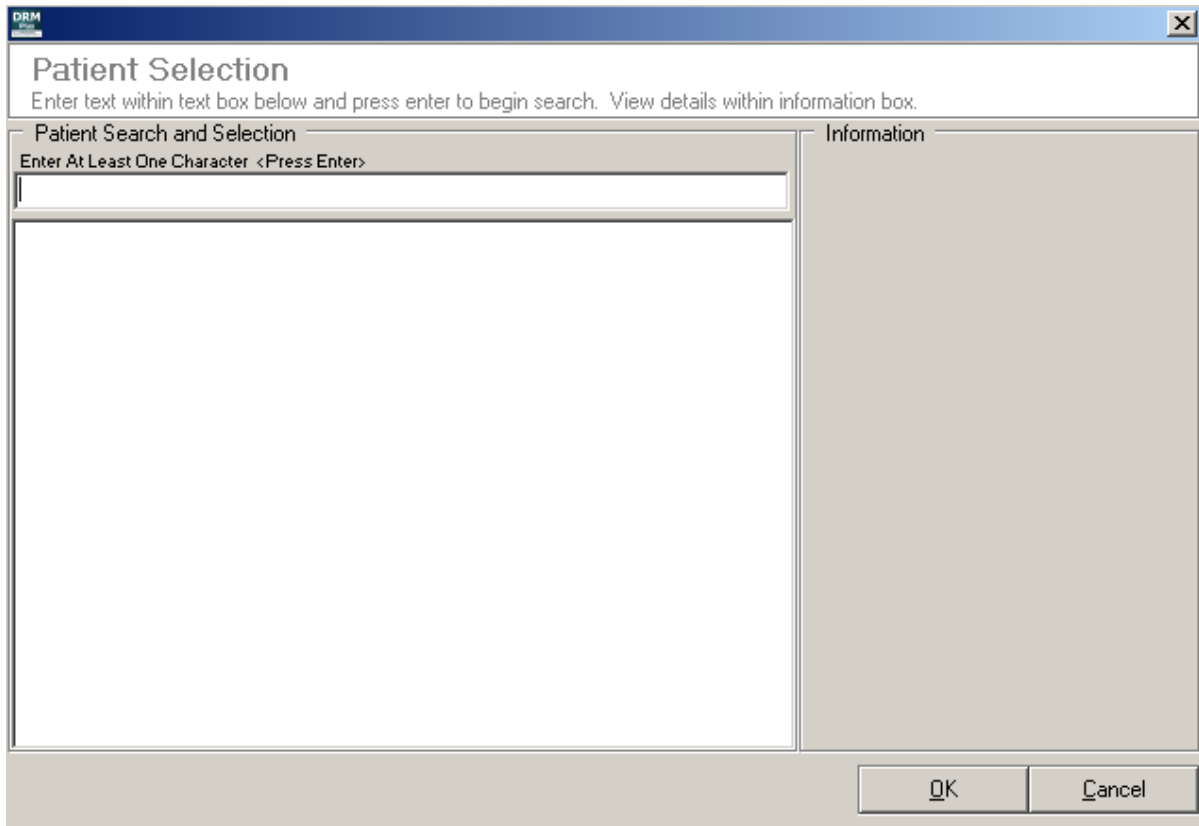 DRM
Plus
Patient Selection
Enter text within text box below and press enter to begin search. View details within information box.
Patient Search and Selection
Information
Enter At Least One Character <Press Enter>
OK
Cancel